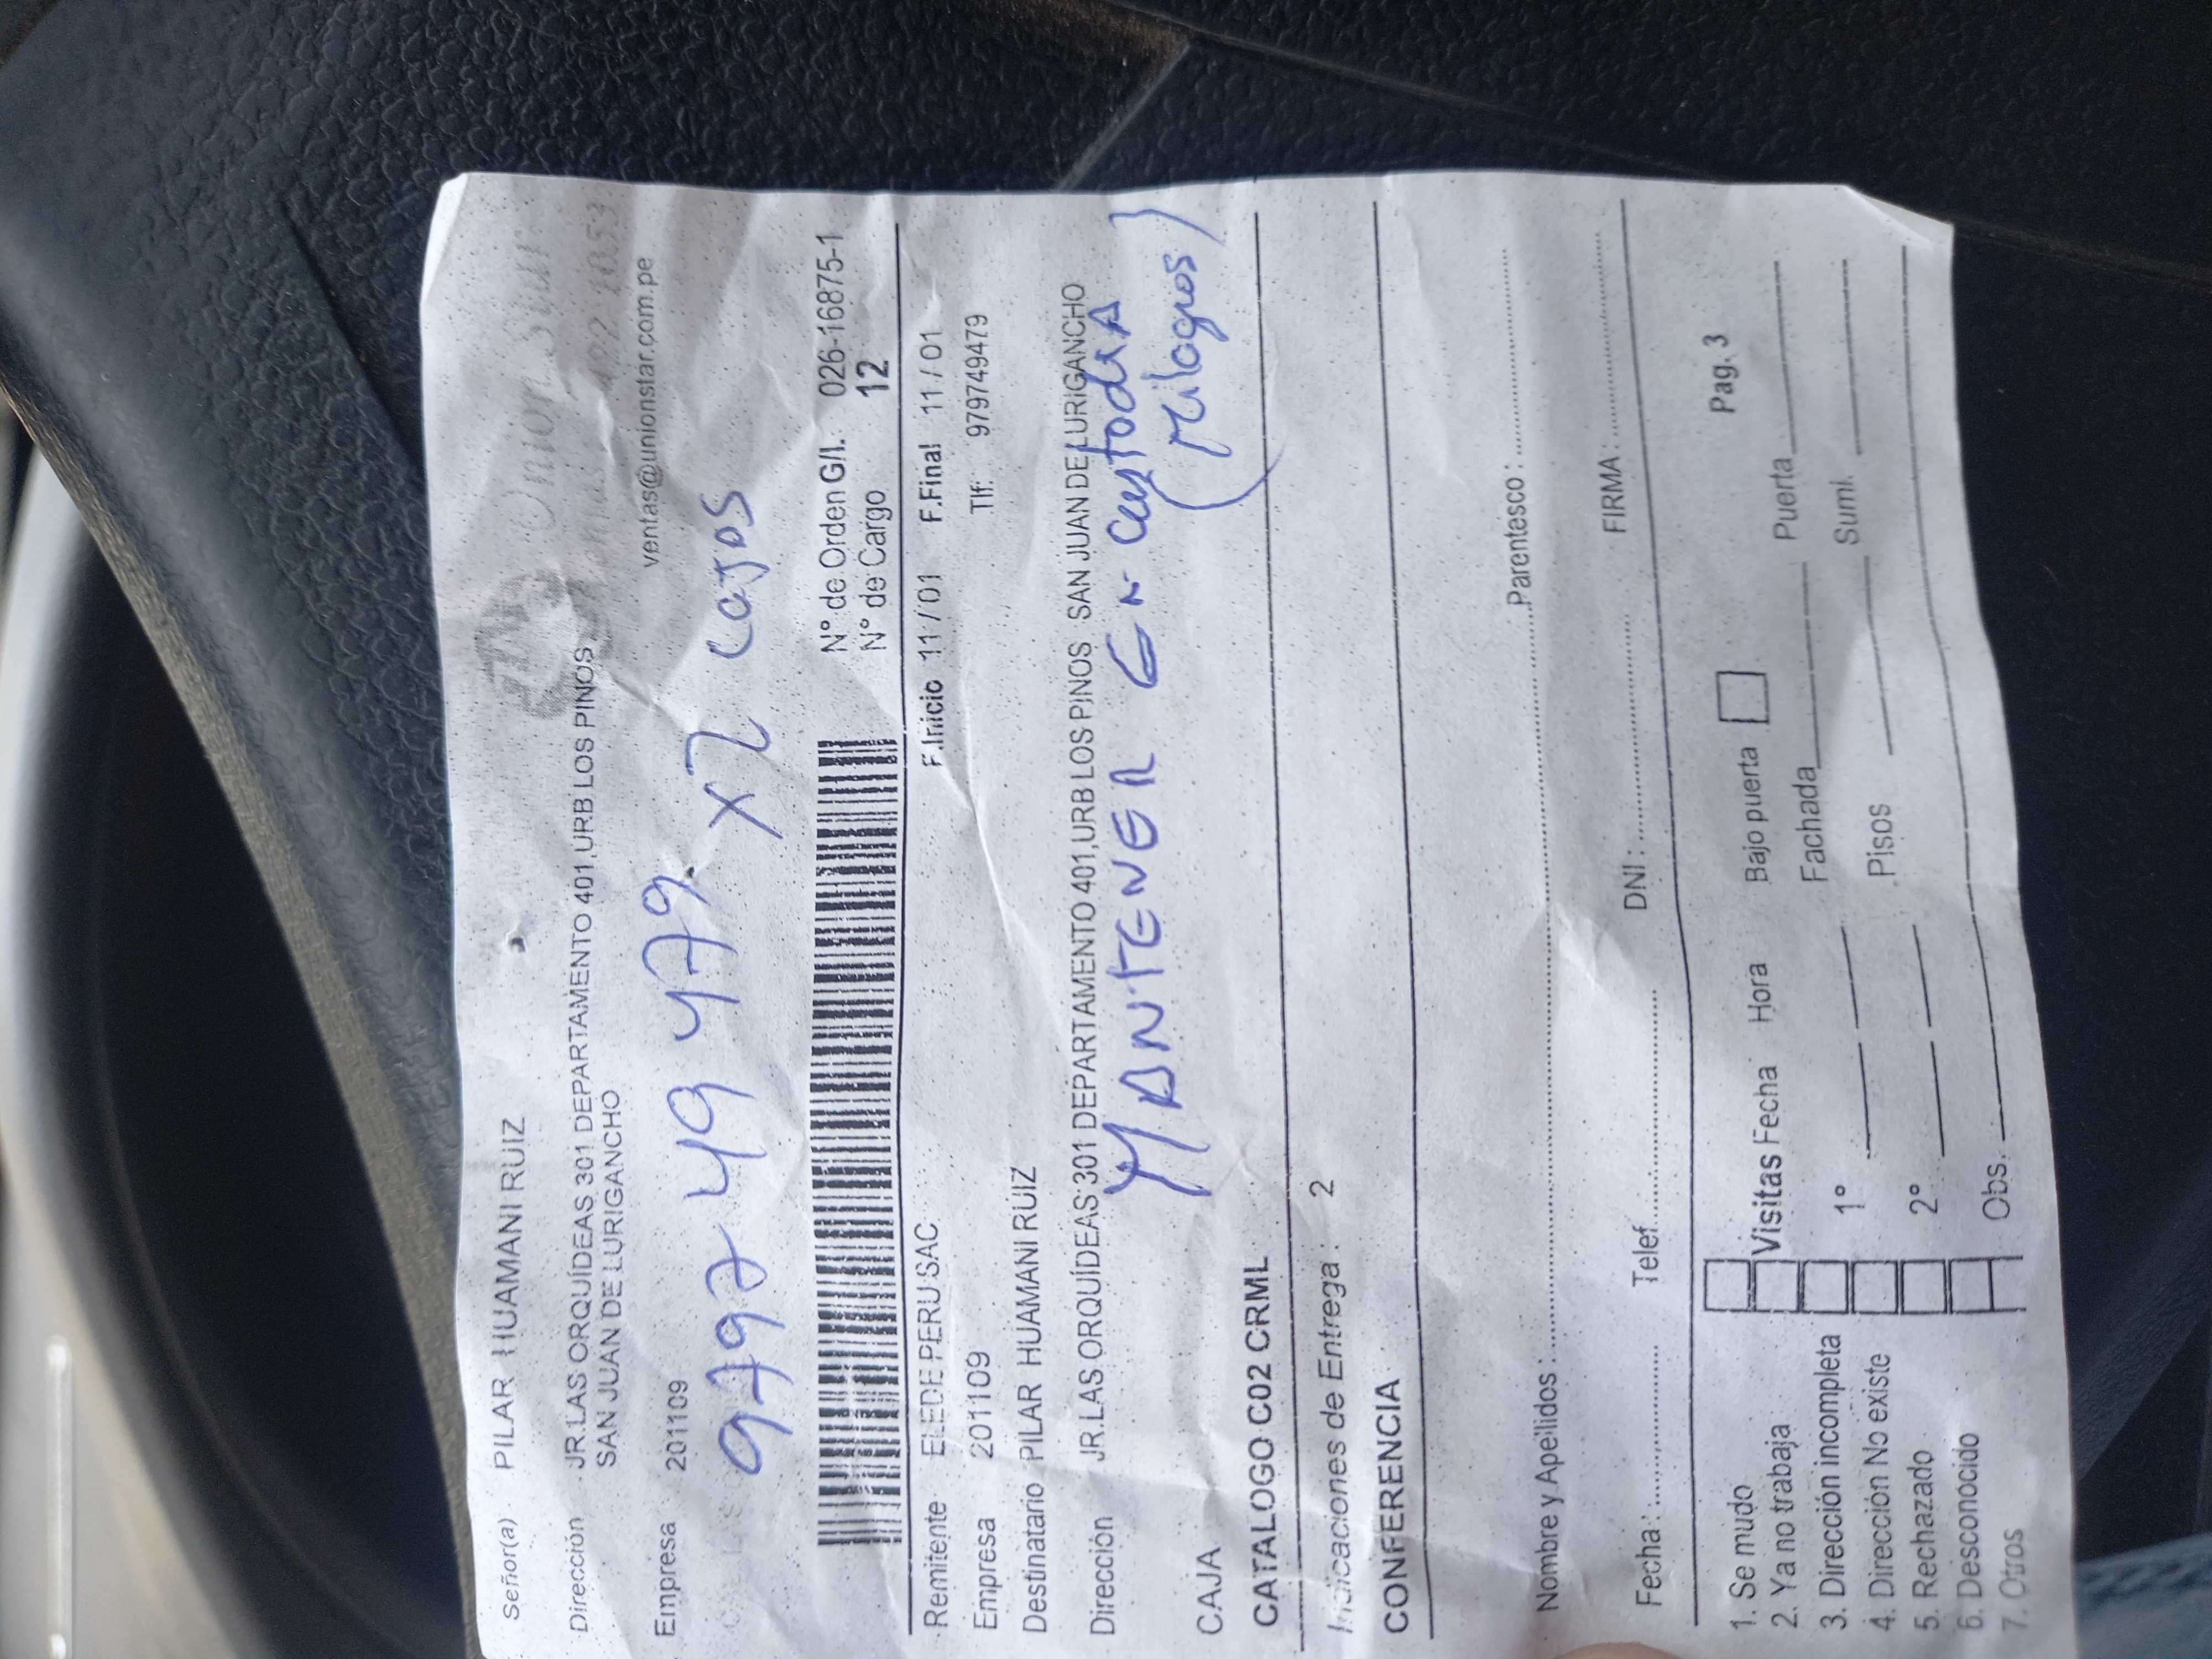 Union Star
Señor(a) PILAR HUAMANI RUIZ
Dirección JR.LAS ORQUÍDEAS 301 DEPARTAMENTO 401,URB LOS PINOS
SAN JUAN DE LURIGANCHO
ventas@unionstar.com.pe
Empresa 201109
979749479 x2 cajas
N° de Orden G/I. 026-16875-1
N° de Cargo 12
Remitente ELEDE PERU SAC F.Inicio 11/01 F.Final 11/01
Empresa 201109 Tlf: 979749479
Destinatario PILAR HUAMANI RUIZ
Dirección JR.LAS ORQUÍDEAS 301 DEPARTAMENTO 401,URB LOS PINOS SAN JUAN DE LURIGANCHO
MANTENER EN custodiA
(Milagros)
CAJA
CATALOGO C02 CRML
Indicaciones de Entrega : 2
CONFERENCIA
Nombre y Apellidos : Parentesco :
Fecha : Telef. DNI : FIRMA :
1. Se mudo
2. Ya no trabaja
3. Dirección incompleta
4. Dirección No existe
5. Rechazado
6. Desconocido
7. Otros
Visitas Fecha Hora Bajo puerta Pag. 3
1° Fachada Puerta
2° Pisos Sumi.
Obs.